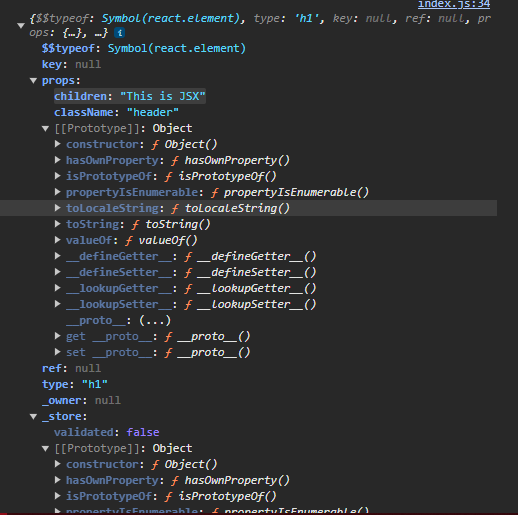 index.js:34
{$$typeof: Symbol(react.element), type: 'h1', key: null, ref: null, pr
ops: {…}, …} i
$$typeof: Symbol(react.element)
key: null
props:
children: "This is JSX"
className: "header"
[[Prototype]]: Object
constructor: ƒ Object()
hasOwnProperty: ƒ hasOwnProperty()
isPrototypeOf: ƒ isPrototypeOf()
propertyIsEnumerable: ƒ propertyIsEnumerable()
toLocaleString: ƒ toLocaleString()
toString: ƒ toString()
valueOf: ƒ valueOf()
__defineGetter__: ƒ __defineGetter__()
__defineSetter__: ƒ __defineSetter__()
__lookupGetter__: ƒ __lookupGetter__()
__lookupSetter__: ƒ __lookupSetter__()
__proto__: (...)
get __proto__: ƒ __proto__()
set __proto__: ƒ __proto__()
ref: null
type: "h1"
_owner: null
_store:
validated: false
[[Prototype]]: Object
constructor: ƒ Object()
hasOwnProperty: ƒ hasOwnProperty()
isPrototypeOf: ƒ isPrototypeOf()
propertyIsEnumerable: ƒ propertyIsEnumerable()